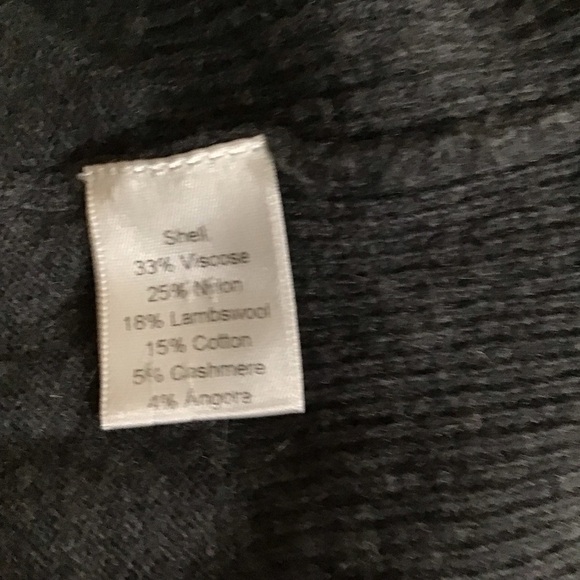 Shell
33% Viscose
25% Nylon
18% Lambswool
15% Cotton
5% Cashmere
4% Angora